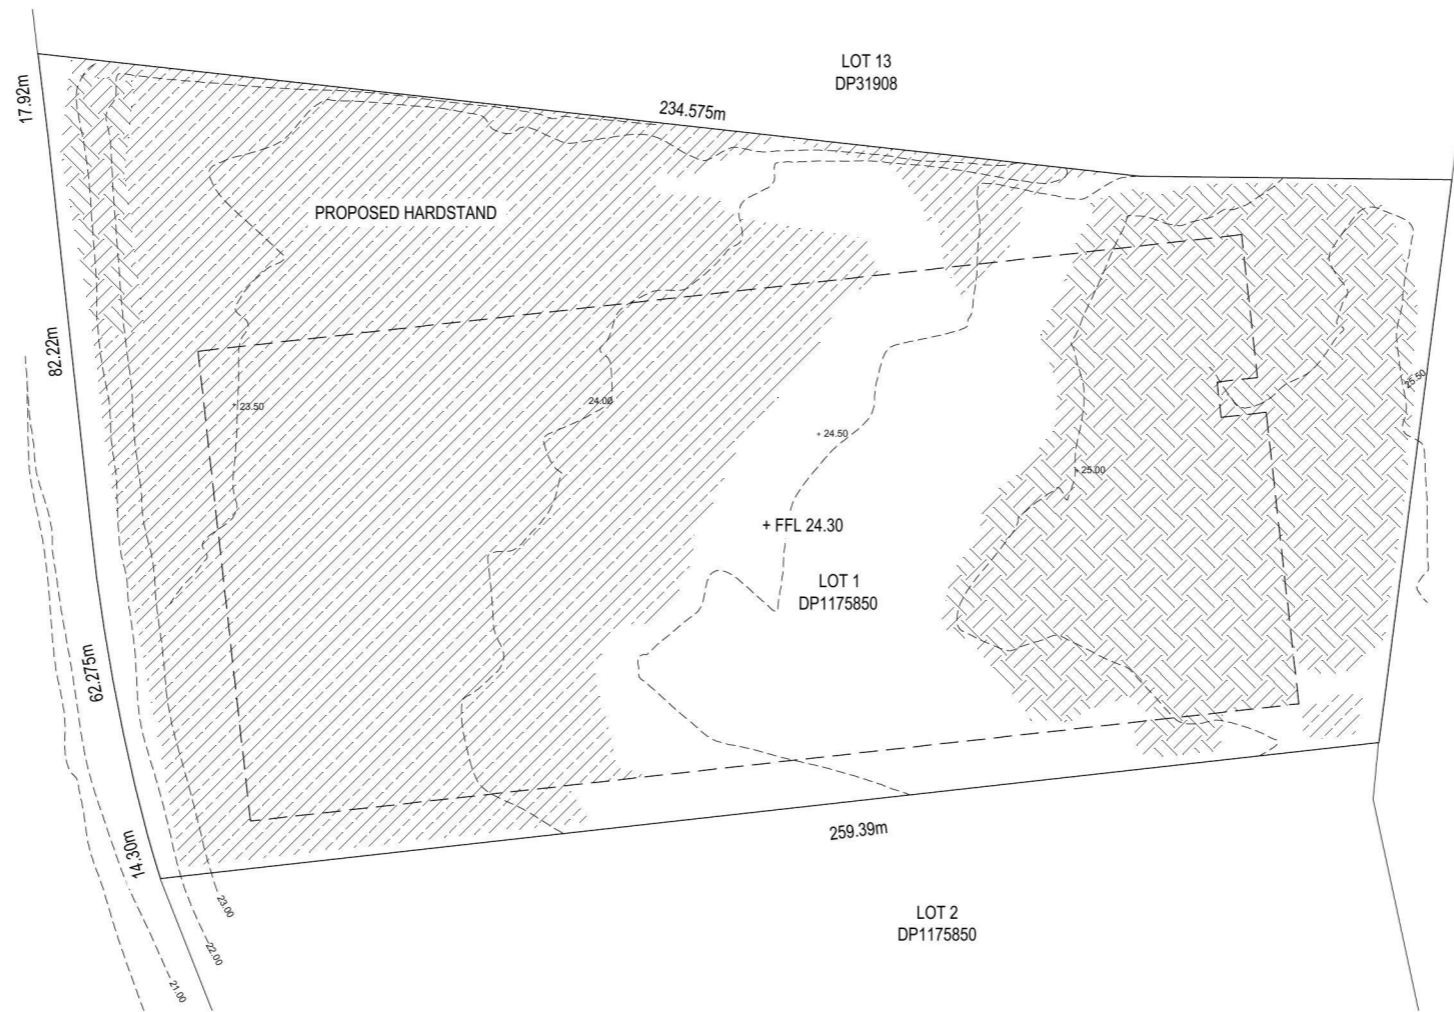 LOT 13
DP31908
17.92m
234.575m
PROPOSED HARDSTAND
82.22m
25.50
23.50
24.00
+ 24.50
+ 25.00
+ FFL 24.30
LOT 1
DP1175850
62.275m
259.39m
14.30m
23.00
LOT 2
DP1175850
22.00
21.00